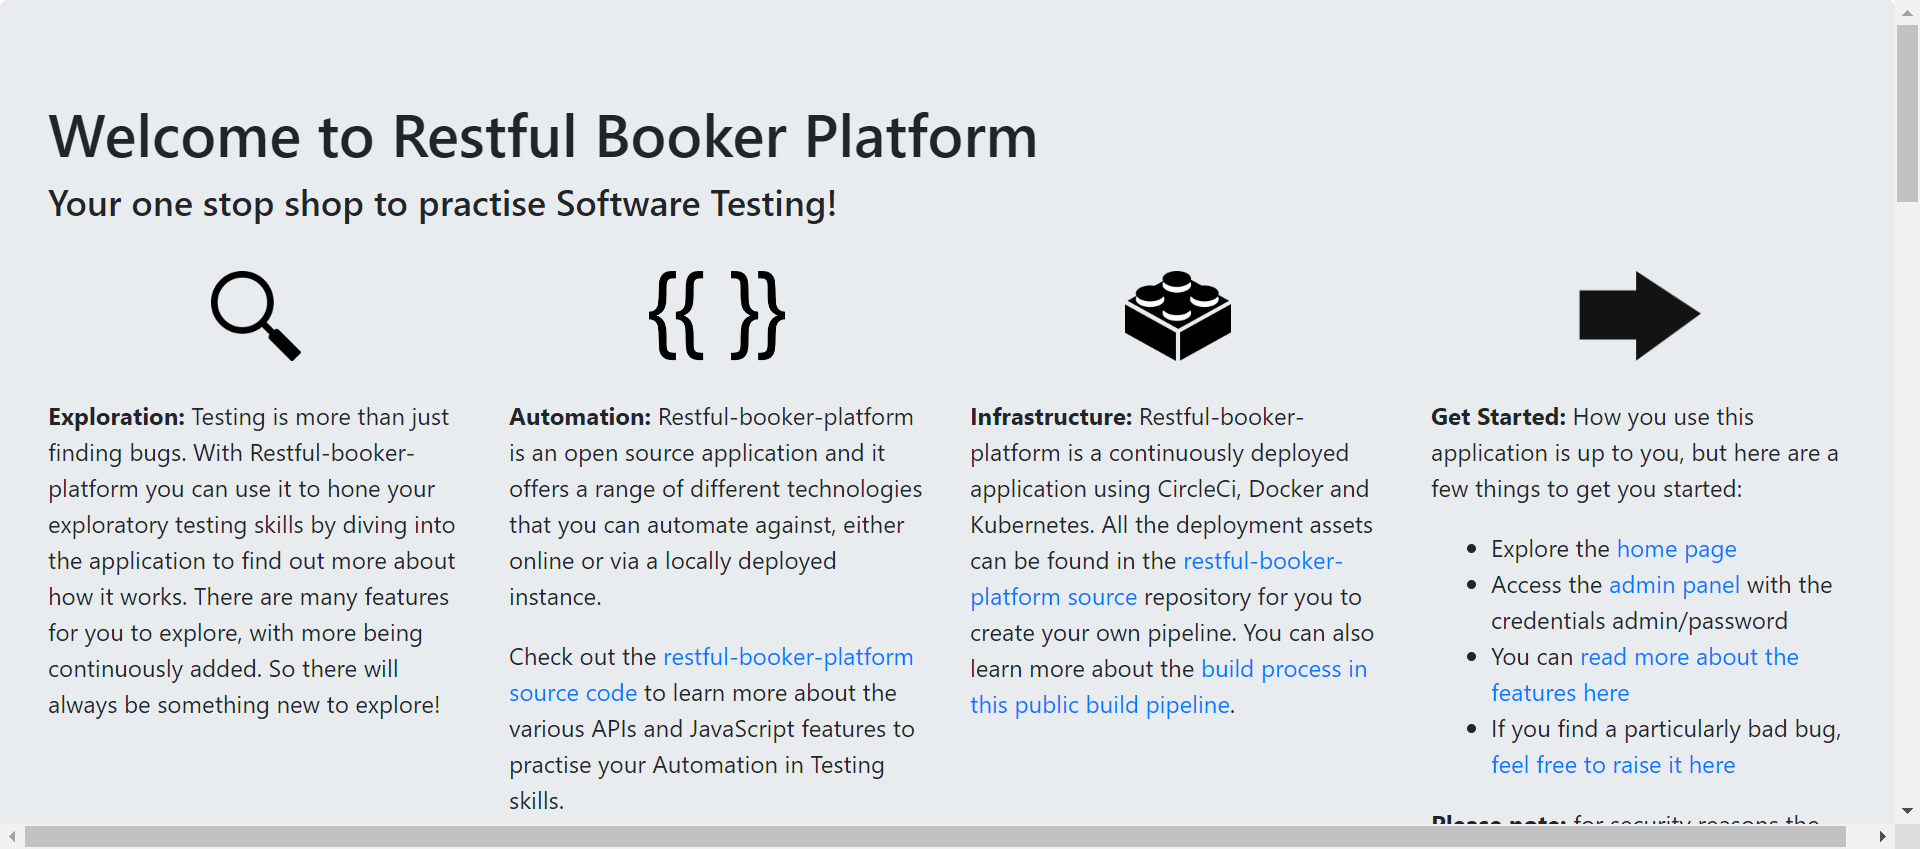 Welcome to Restful Booker Platform
Your one stop shop to practise Software Testing!
{{ }}
Exploration: Testing is more than just
finding bugs. With Restful-booker-
platform you can use it to hone your
exploratory testing skills by diving into
the application to find out more about
how it works. There are many features
for you to explore, with more being
continuously added. So there will
always be something new to explore!
Automation: Restful-booker-platform
is an open source application and it
offers a range of different technologies
that you can automate against, either
online or via a locally deployed
instance.
Check out the restful-booker-platform
source code to learn more about the
various APIs and JavaScript features to
practise your Automation in Testing
skills.
Infrastructure: Restful-booker-
platform is a continuously deployed
application using CircleCi, Docker and
Kubernetes. All the deployment assets
can be found in the restful-booker-
platform source repository for you to
create your own pipeline. You can also
learn more about the build process in
this public build pipeline.
Get Started: How you use this
application is up to you, but here are a
few things to get you started:
• Explore the home page
• Access the admin panel with the
credentials admin/password
• You can read more about the
features here
• If you find a particularly bad bug,
feel free to raise it here
Please note: for security reasons the